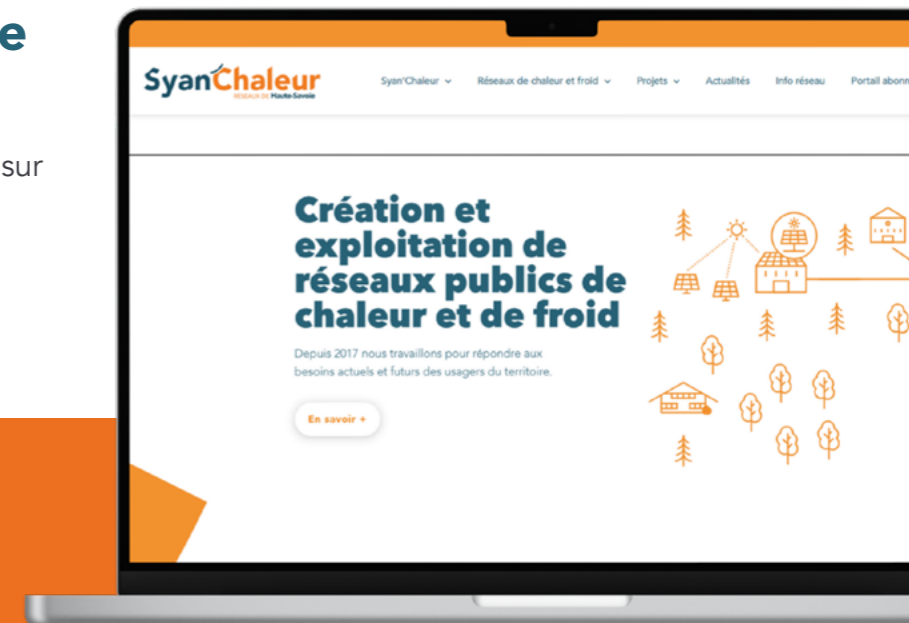 e
sur
Syan'Chaleur
RÉSEAUX DE Haute-Savoie
Syan'Chaleur
Réseaux de chaleur et froid
Projets
Actualités
Info réseau
Portail abonn
Création et
exploitation de
réseaux publics de
chaleur et de froid
Depuis 2017 nous travaillons pour répondre aux
besoins actuels et futurs des usagers du territoire.
En savoir +